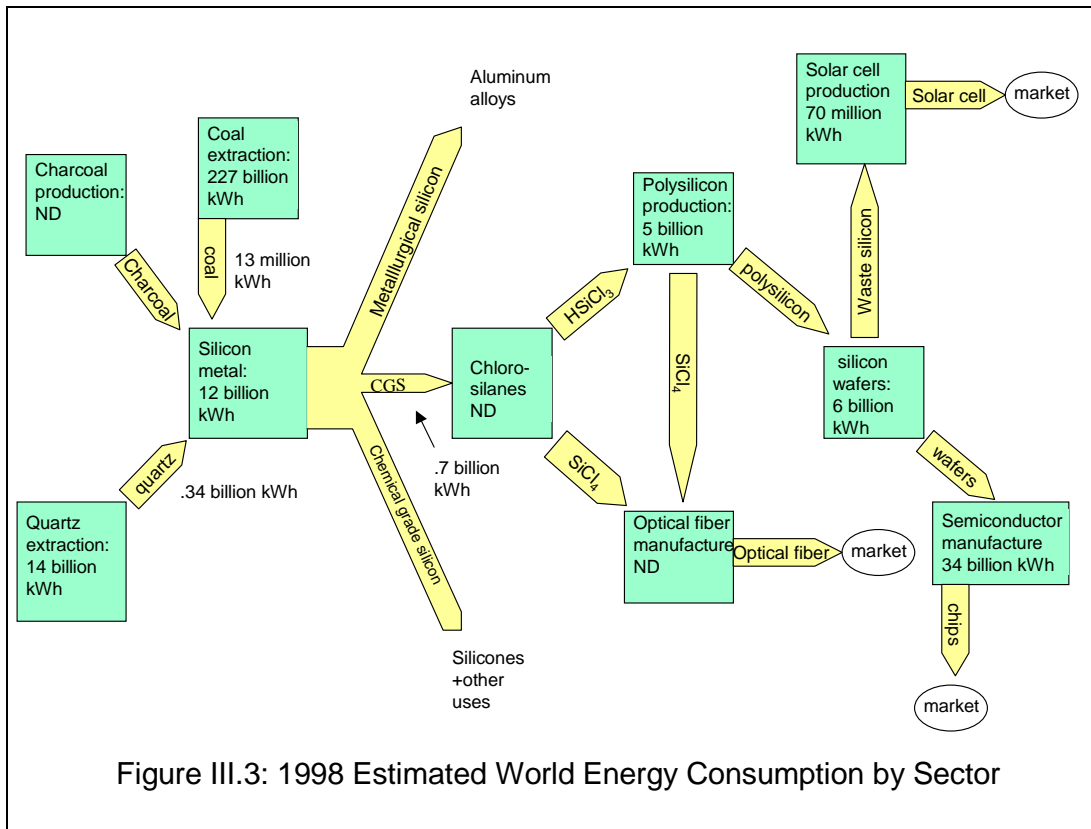 Aluminum
alloys
Solar cell
production
70 million
kWh
Solar cell
market
Charcoal
production:
ND
Coal
extraction:
227 billion
kWh
Charcoal
coal
13 million
kWh
Metalllurgical silicon
Polysilicon
production:
5 billion
kWh
Waste silicon
HSiCl3
polysilicon
Silicon
metal:
12 billion
kWh
CGS
Chloro-
silanes
ND
SiCl4
silicon
wafers:
6 billion
kWh
quartz
.34 billion kWh
Chemical grade silicon
.7 billion
kWh
SiCl4
wafers
Quartz
extraction:
14 billion
kWh
Optical fiber
manufacture
ND
Optical fiber
market
Semiconductor
manufacture
34 billion kWh
chips
market
Silicones
+other
uses
Figure III.3: 1998 Estimated World Energy Consumption by Sector